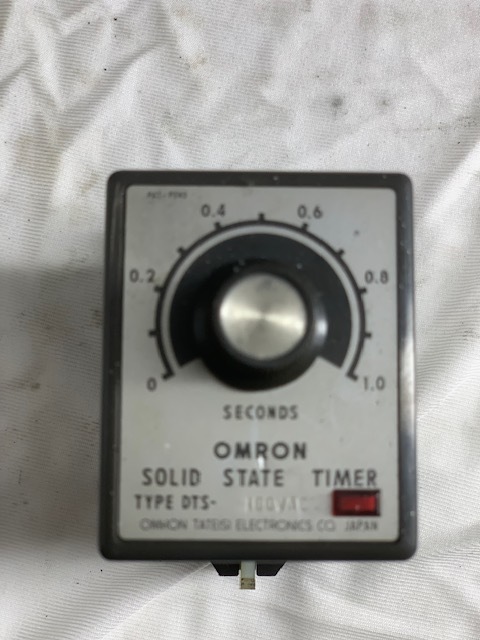 0.4 0.6
0.2 0.8
0 1.0
SECONDS
OMRON
SOLID STATE TIMER
TYPE DTS- 100VAC
OMRON TATEISI ELECTRONICS CO. JAPAN